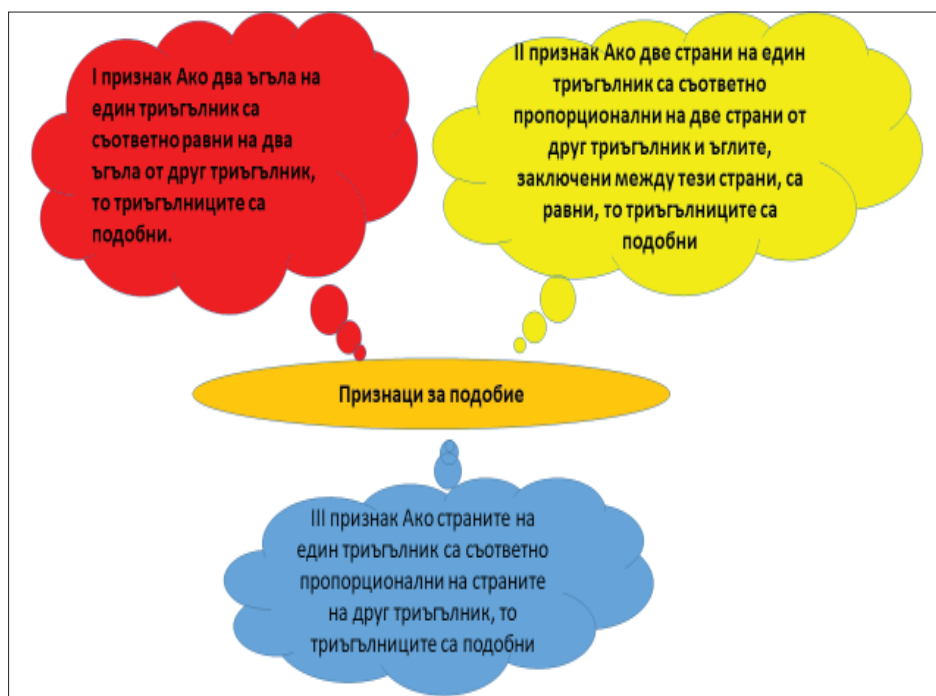 I признак Ако два ъгъла на
един триъгълник са
съответно равни на два
ъгъла от друг триъгълник,
то триъгълниците са
подобни.
II признак Ако две страни на един
триъгълник са съответно
пропорционални на две страни от
друг триъгълник и ъглите,
заключени между тези страни, са
равни, то триъгълниците са
подобни
Признаци за подобие
III признак Ако страните на
един триъгълник са съответно
пропорционални на страните
на друг триъгълник, то
триъгълниците са подобни